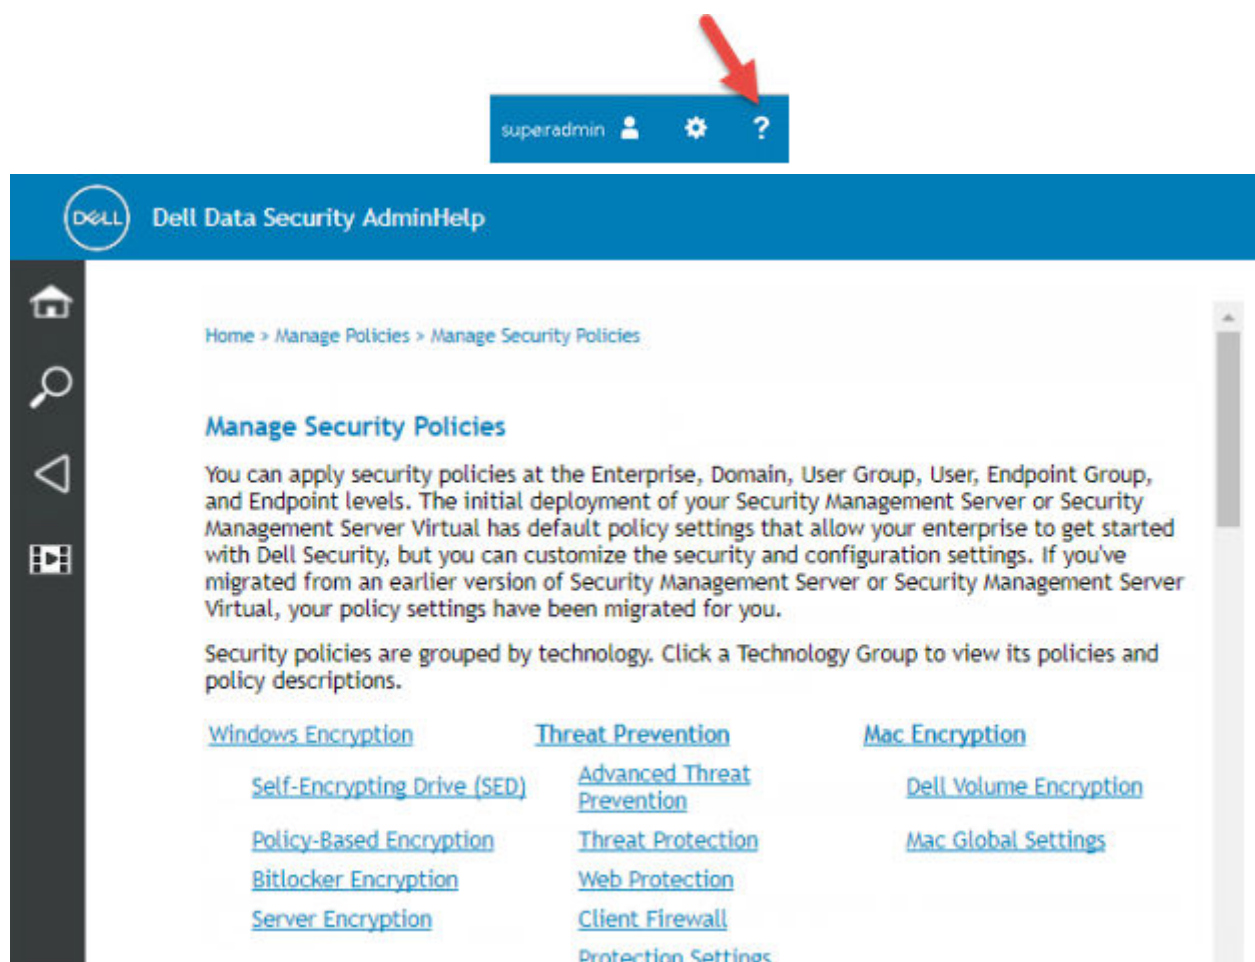 superadmin ?
DELL Dell Data Security AdminHelp
Home > Manage Policies > Manage Security Policies
Manage Security Policies
You can apply security policies at the Enterprise, Domain, User Group, User, Endpoint Group,
and Endpoint levels. The initial deployment of your Security Management Server or Security
Management Server Virtual has default policy settings that allow your enterprise to get started
with Dell Security, but you can customize the security and configuration settings. If you've
migrated from an earlier version of Security Management Server or Security Management Server
Virtual, your policy settings have been migrated for you.
Security policies are grouped by technology. Click a Technology Group to view its policies and
policy descriptions.
Windows Encryption
Self-Encrypting Drive (SED)
Policy-Based Encryption
Bitlocker Encryption
Server Encryption
Threat Prevention
Advanced Threat
Prevention
Threat Protection
Web Protection
Client Firewall
Protection Settings
Mac Encryption
Dell Volume Encryption
Mac Global Settings